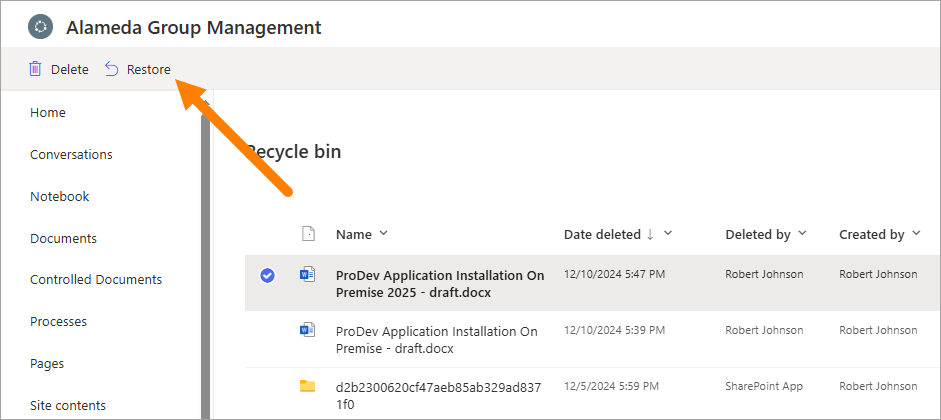 Alameda Group Management
Delete Restore
Home
Conversations
Notebook
Documents
Controlled Documents
Processes
Pages
Site contents
Recycle bin
Name Date deleted ↓ Deleted by Created by
ProDev Application Installation On 12/10/2024 5:47 PM Robert Johnson Robert Johnson
Premise 2025 - draft.docx
ProDev Application Installation On 12/10/2024 5:39 PM Robert Johnson Robert Johnson
Premise - draft.docx
d2b2300620cf47aeb85ab329ad837 12/5/2024 5:59 PM SharePoint App Robert Johnson
1f0